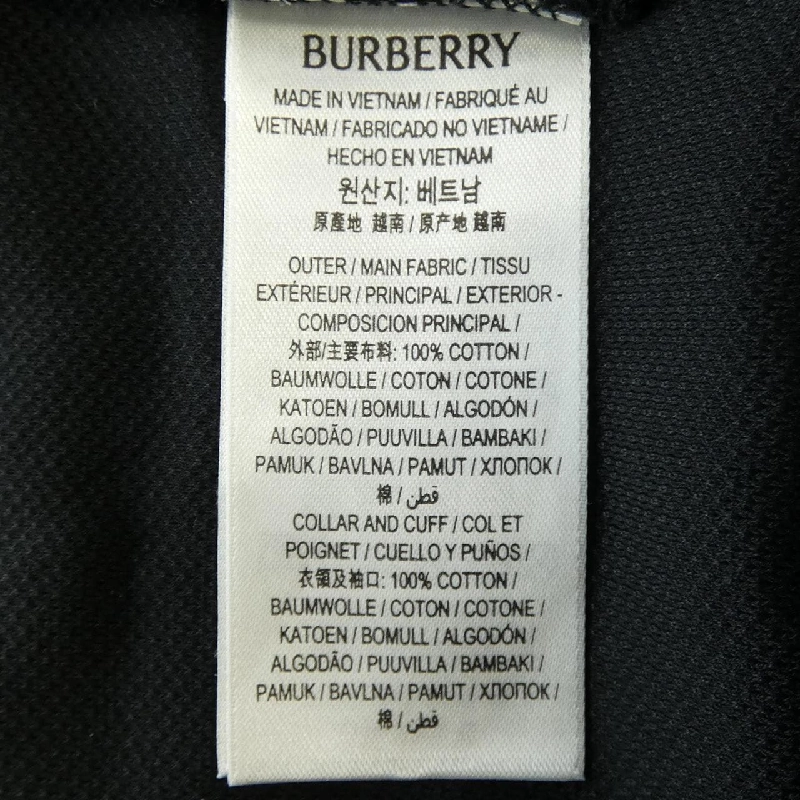 BURBERRY
MADE IN VIETNAM / FABRIQUÉ AU
VIETNAM / FABRICADO NO VIETNAME /
HECHO EN VIETNAM
원산지: 베트남
原產地 越南 / 原产地 越南
OUTER / MAIN FABRIC / TISSU
EXTÉRIEUR / PRINCIPAL / EXTERIOR -
COMPOSICION PRINCIPAL /
外部/主要布料: 100% COTTON /
BAUMWOLLE / COTON / COTONE /
KATOEN / BOMULL / ALGODÓN /
ALGODÃO / PUUVILLA / BAMBAKI /
PAMUK / BAVLNA / PAMUT / ХЛОПОК /
棉 / قطن
COLLAR AND CUFF / COL ET
POIGNET / CUELLO Y PUÑOS /
衣領及袖口: 100% COTTON /
BAUMWOLLE / COTON / COTONE /
KATOEN / BOMULL / ALGODÓN /
ALGODÃO / PUUVILLA / BAMBAKI /
PAMUK / BAVLNA / PAMUT / ХЛОПОК /
棉 / قطن